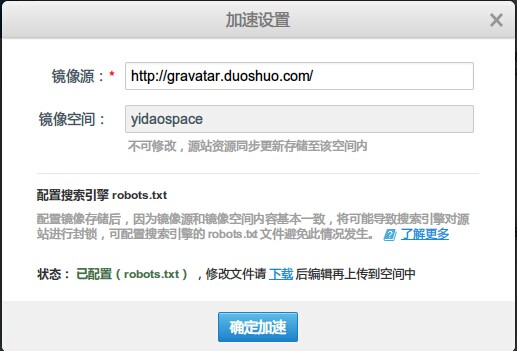 加速设置
镜像源：* http://gravatar.duoshuo.com/
镜像空间： yidaospace
不可修改，源站资源同步更新存储至该空间内
配置搜索引擎 robots.txt
配置镜像存储后，因为镜像源和镜像空间内容基本一致，将可能导致搜索引擎对源
站进行封锁，可配置搜索引擎的 robots.txt 文件避免此情况发生。 了解更多
状态： 已配置（robots.txt） ，修改文件请 下载 后编辑再上传到空间中
确定加速